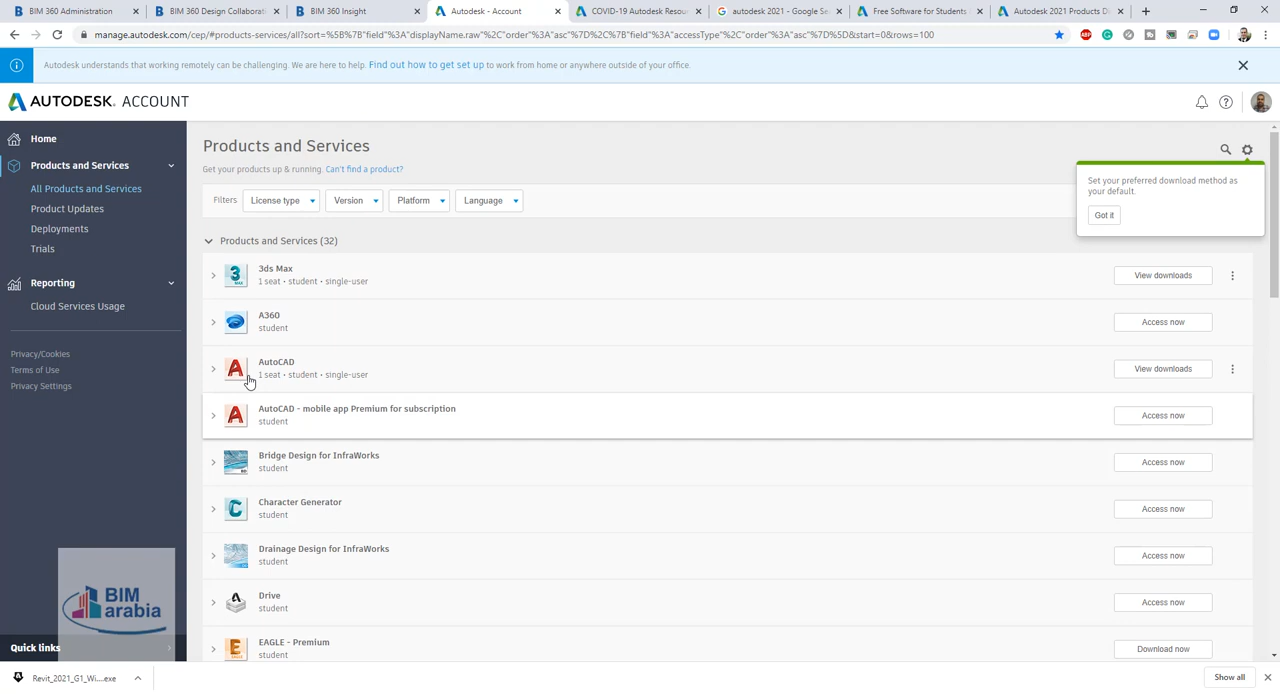 BIM 360 Administration
BIM 360 Design Collaborati
BIM 360 Insight
Autodesk - Account
COVID-19 Autodesk Resou
autodesk 2021 - Google Sea
Free Software for Students
Autodesk 2021 Products Di
manage.autodesk.com/cep/#products-services/all?sort=%5B%7B"field"%3A"displayName.raw"%2C"order"%3A"asc"%7D%2C%7B"field"%3A"accessType"%2C"order"%3A"asc"%7D%5D&start=0&rows=100
ABP
Autodesk understands that working remotely can be challenging. We are here to help. Find out how to get set up to work from home or anywhere outside of your office.
AUTODESK. ACCOUNT
Home
Products and Services
All Products and Services
Product Updates
Deployments
Trials
Reporting
Cloud Services Usage
Privacy/Cookies
Terms of Use
Privacy Settings
BIM
arabia
Quick links
Products and Services
Get your products up & running. Can't find a product?
Set your preferred download method as
your default.
Got it
Filters
License type
Version
Platform
Language
Products and Services (32)
3ds Max
1 seat • student • single-user
View downloads
A360
student
Access now
AutoCAD
1 seat • student • single-user
View downloads
AutoCAD - mobile app Premium for subscription
student
Access now
Bridge Design for InfraWorks
student
Access now
Character Generator
student
Access now
Drainage Design for InfraWorks
student
Access now
Drive
student
Access now
EAGLE - Premium
student
Download now
Revit_2021_G1_Wi....exe
Show all